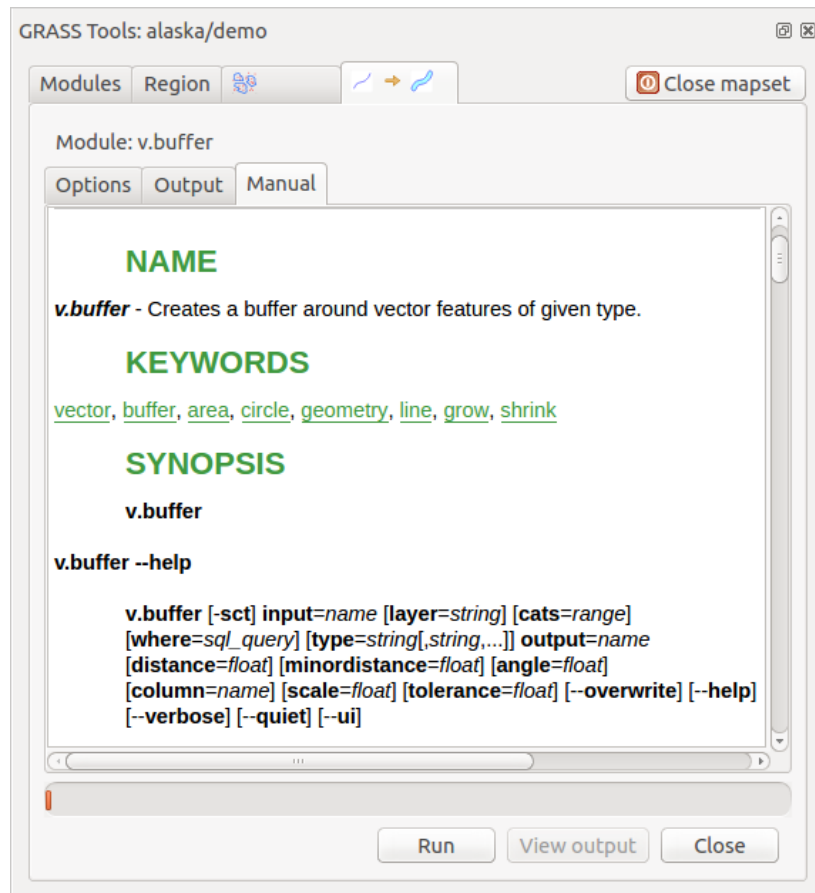 GRASS Tools: alaska/demo
Modules Region Close mapset
Module: v.buffer
Options Output Manual
NAME
v.buffer - Creates a buffer around vector features of given type.
KEYWORDS
vector, buffer, area, circle, geometry, line, grow, shrink
SYNOPSIS
v.buffer
v.buffer --help
v.buffer [-sct] input=name [layer=string] [cats=range]
[where=sql_query] [type=string[,string,...]] output=name
[distance=float] [minordistance=float] [angle=float]
[column=name] [scale=float] [tolerance=float] [--overwrite] [--help]
[--verbose] [--quiet] [--ui]
Run View output Close